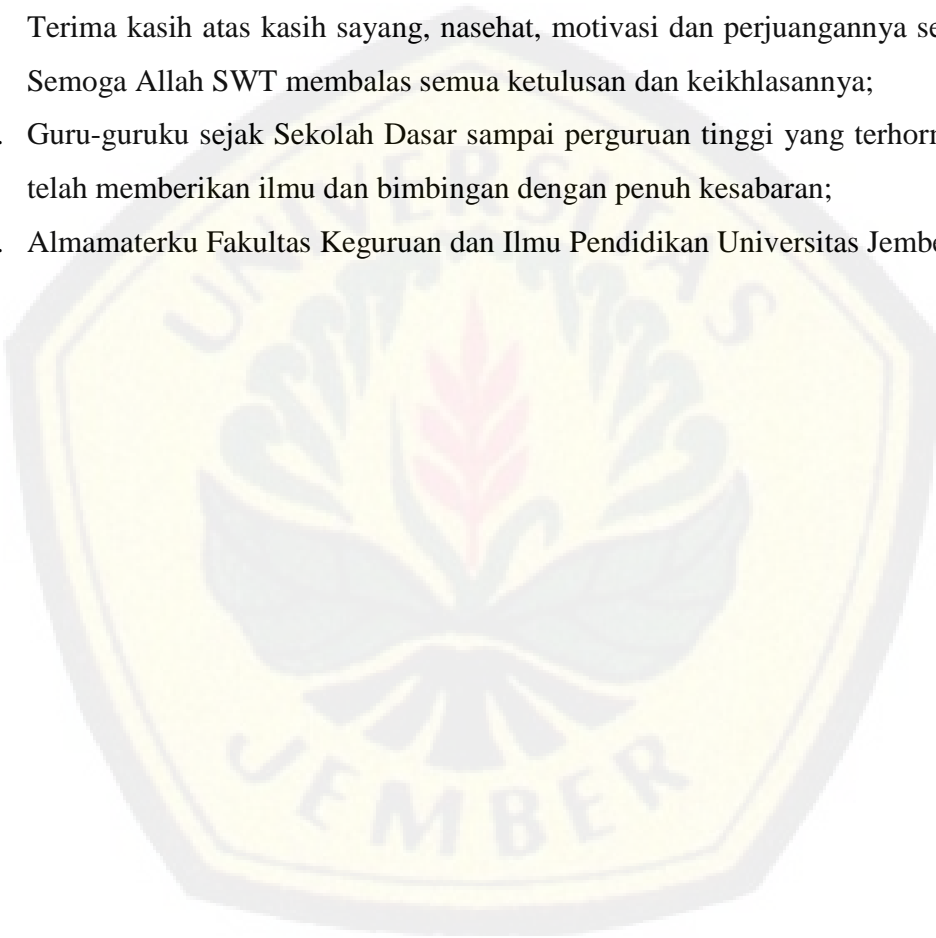 Terima kasih atas kasih sayang, nasehat, motivasi dan perjuangannya
Semoga Allah SWT membalas semua ketulusan dan keikhlasannya;
. Guru-guruku sejak Sekolah Dasar sampai perguruan tinggi yang
telah memberikan ilmu dan bimbingan dengan penuh kesabaran;
. Almamaterku Fakultas Keguruan dan Ilmu Pendidikan Universitas
UNIVERSITAS
JEMBER